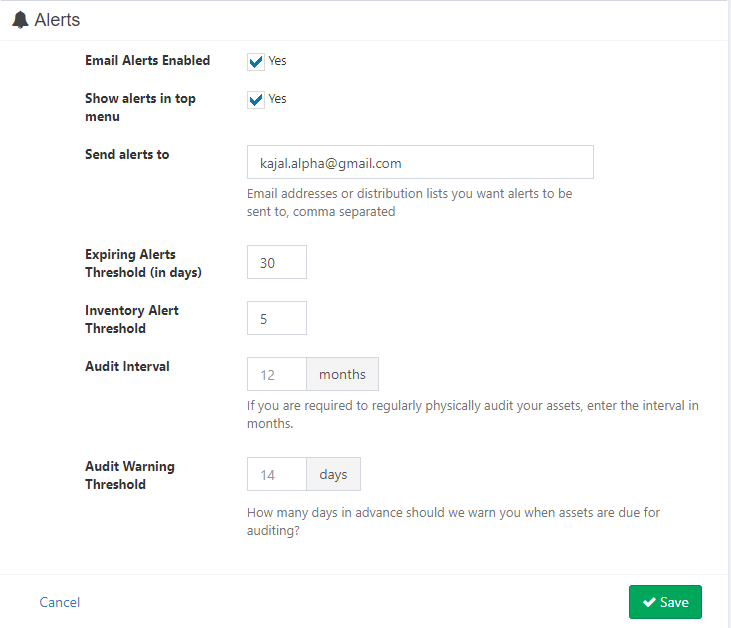 Alerts
Email Alerts Enabled
Yes
Show alerts in top
menu
Yes
Send alerts to
kajal.alpha@gmail.com
Email addresses or distribution lists you want alerts to be
sent to, comma separated
Expiring Alerts
Threshold (in days)
30
Inventory Alert
Threshold
5
Audit Interval
12 months
If you are required to regularly physically audit your assets, enter the interval in
months.
Audit Warning
Threshold
14 days
How many days in advance should we warn you when assets are due for
auditing?
Cancel
Save